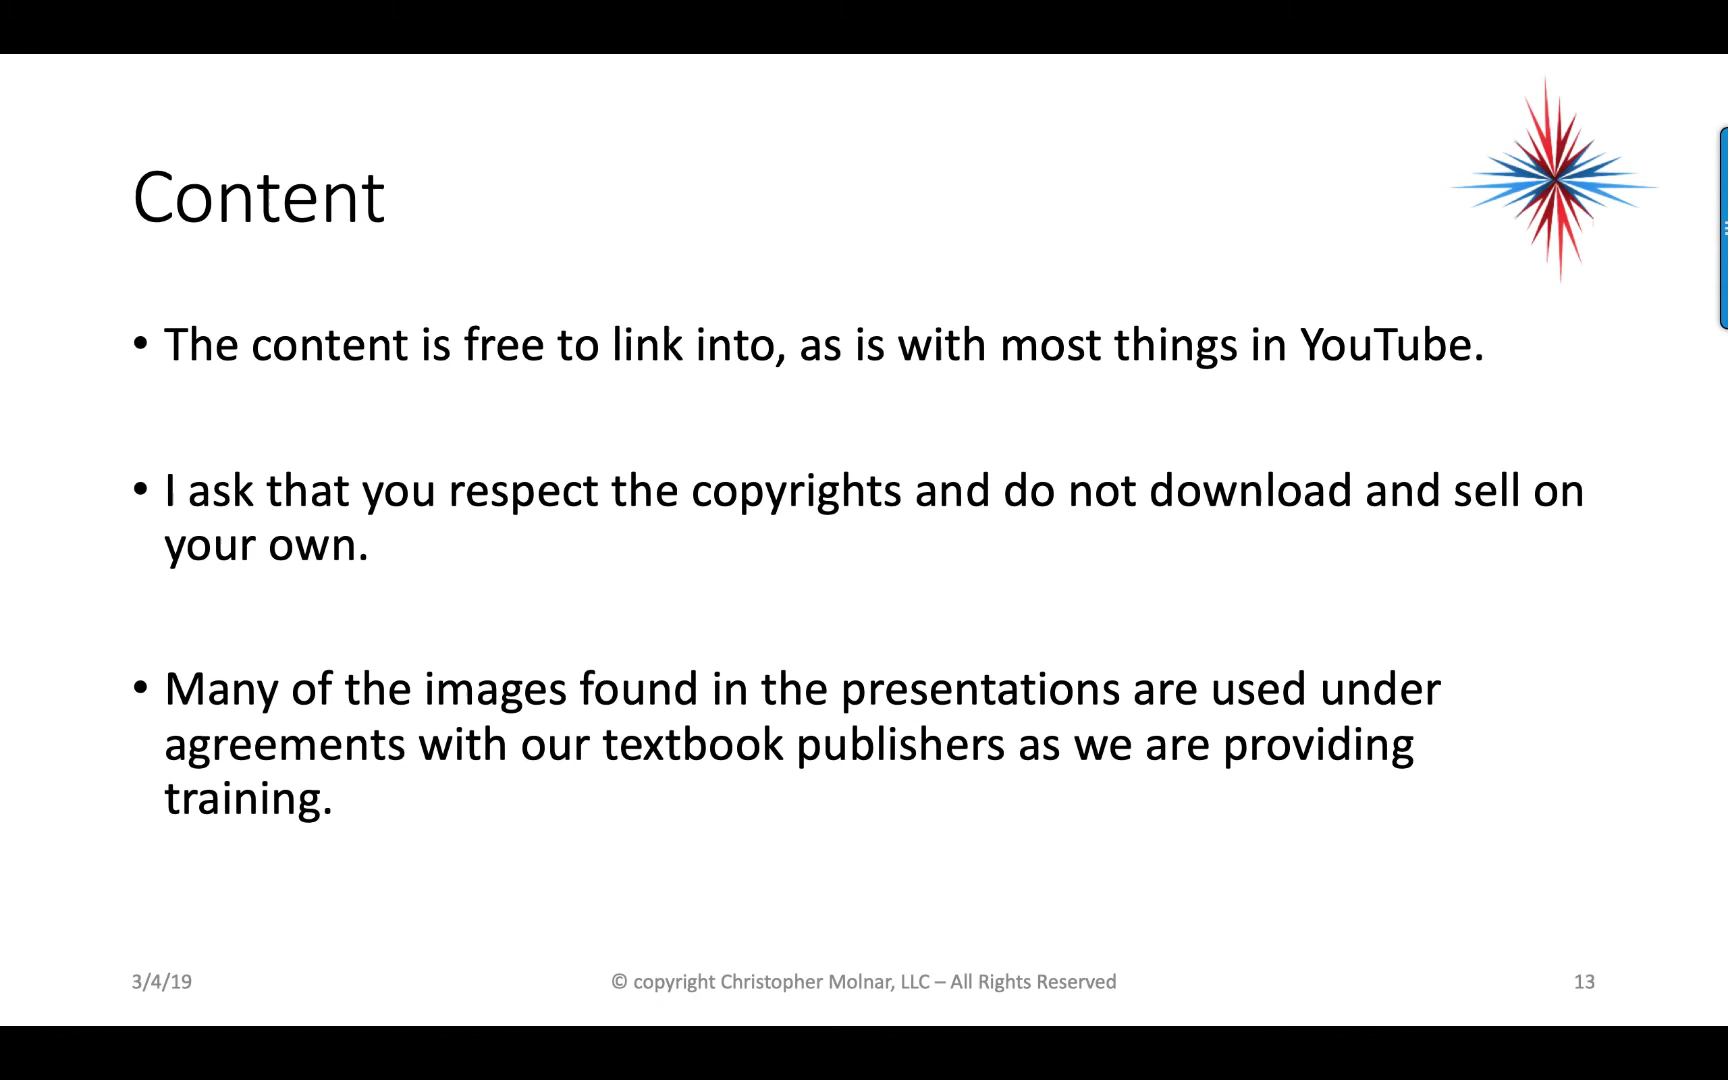 Content
• The content is free to link into, as is with most things in YouTube.
• I ask that you respect the copyrights and do not download and sell on
your own.
• Many of the images found in the presentations are used under
agreements with our textbook publishers as we are providing
training.
3/4/19
© copyright Christopher Molnar, LLC – All Rights Reserved
13